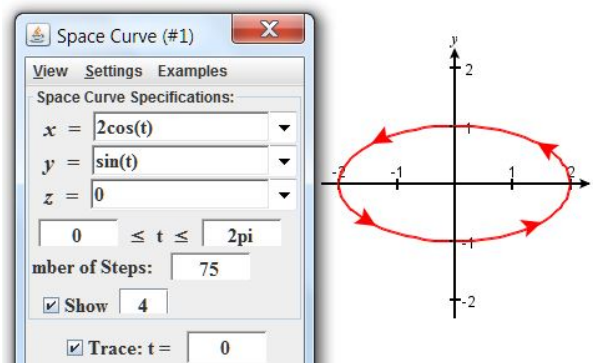 Space Curve (#1)
X
View Settings Examples
Space Curve Specifications:
x = 2cos(t)
y = sin(t)
z = 0
0 ≤ t ≤ 2pi
mber of Steps: 75
Show 4
Trace: t = 0
y
2
1
-2 -1 1 2
-1
-2